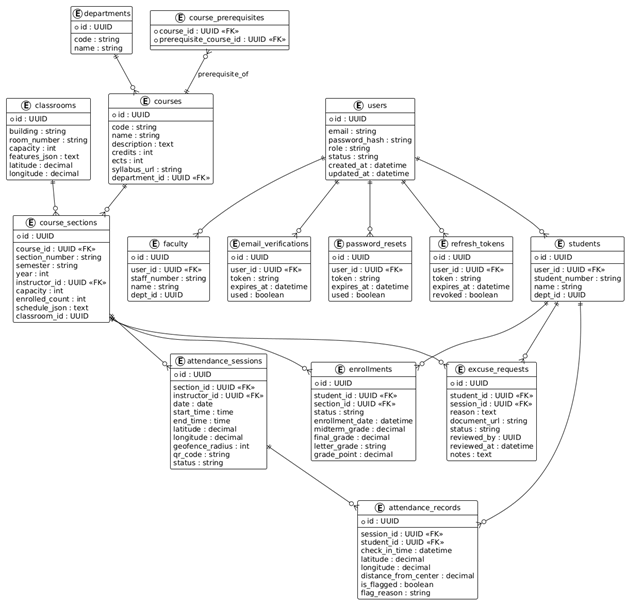 E departments
id : UUID
code : string
name : string
E course_prerequisites
course_id : UUID «FK»
prerequisite_course_id : UUID «FK»
prerequisite_of
E classrooms
id : UUID
building : string
room_number : string
capacity : int
features_json : text
latitude : decimal
longitude : decimal
E courses
id : UUID
code : string
name : string
description : text
credits : int
ects : int
syllabus_url : string
department_id : UUID «FK»
E users
id : UUID
email : string
password_hash : string
role : string
status : string
created_at : datetime
updated_at : datetime
E course_sections
id : UUID
course_id : UUID «FK»
section_number : string
semester : string
year : int
instructor_id : UUID «FK»
capacity : int
enrolled_count : int
schedule_json : text
classroom_id : UUID
E faculty
id : UUID
user_id : UUID «FK»
staff_number : string
name : string
dept_id : UUID
E email_verifications
id : UUID
user_id : UUID «FK»
token : string
expires_at : datetime
used : boolean
E password_resets
id : UUID
user_id : UUID «FK»
token : string
expires_at : datetime
used : boolean
E refresh_tokens
id : UUID
user_id : UUID «FK»
token : string
expires_at : datetime
revoked : boolean
E students
id : UUID
user_id : UUID «FK»
student_number : string
name : string
dept_id : UUID
E attendance_sessions
id : UUID
section_id : UUID «FK»
instructor_id : UUID «FK»
date : date
start_time : time
end_time : time
latitude : decimal
longitude : decimal
geofence_radius : int
qr_code : string
status : string
E enrollments
id : UUID
student_id : UUID «FK»
section_id : UUID «FK»
status : string
enrollment_date : datetime
midterm_grade : decimal
final_grade : decimal
letter_grade : string
grade_point : decimal
E excuse_requests
id : UUID
student_id : UUID «FK»
session_id : UUID «FK»
reason : text
document_url : string
status : string
reviewed_by : UUID
reviewed_at : datetime
notes : text
E attendance_records
id : UUID
session_id : UUID «FK»
student_id : UUID «FK»
check_in_time : datetime
latitude : decimal
longitude : decimal
distance_from_center : decimal
is_flagged : boolean
flag_reason : string